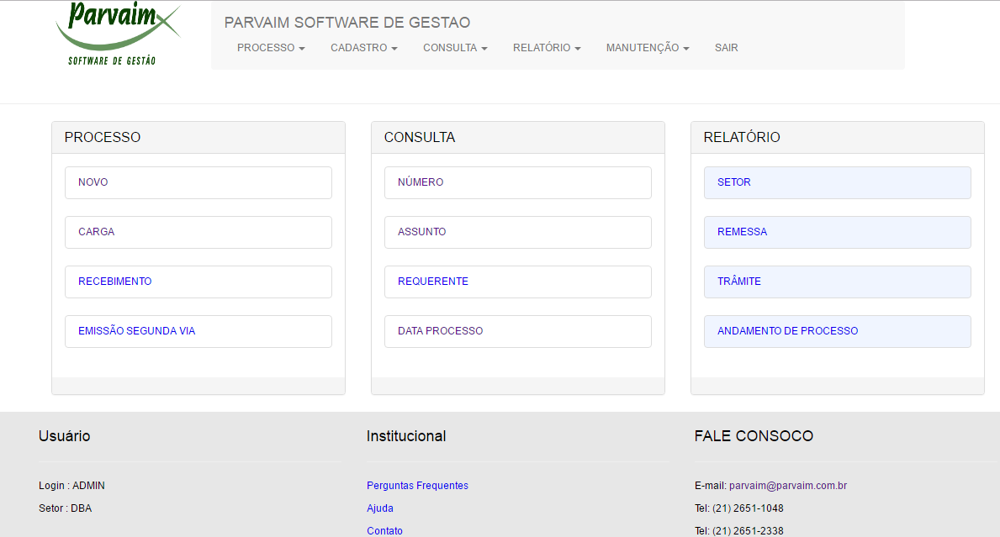 Parvaim
SOFTWARE DE GESTÃO
PARVAIM SOFTWARE DE GESTAO
PROCESSO CADASTRO CONSULTA RELATÓRIO MANUTENÇÃO SAIR
PROCESSO
NOVO
CARGA
RECEBIMENTO
EMISSÃO SEGUNDA VIA
CONSULTA
NÚMERO
ASSUNTO
REQUERENTE
DATA PROCESSO
RELATÓRIO
SETOR
REMESSA
TRÂMITE
ANDAMENTO DE PROCESSO
Usuário
Login : ADMIN
Setor : DBA
Institucional
Perguntas Frequentes
Ajuda
Contato
FALE CONSOCO
E-mail: parvaim@parvaim.com.br
Tel: (21) 2651-1048
Tel: (21) 2651-2338